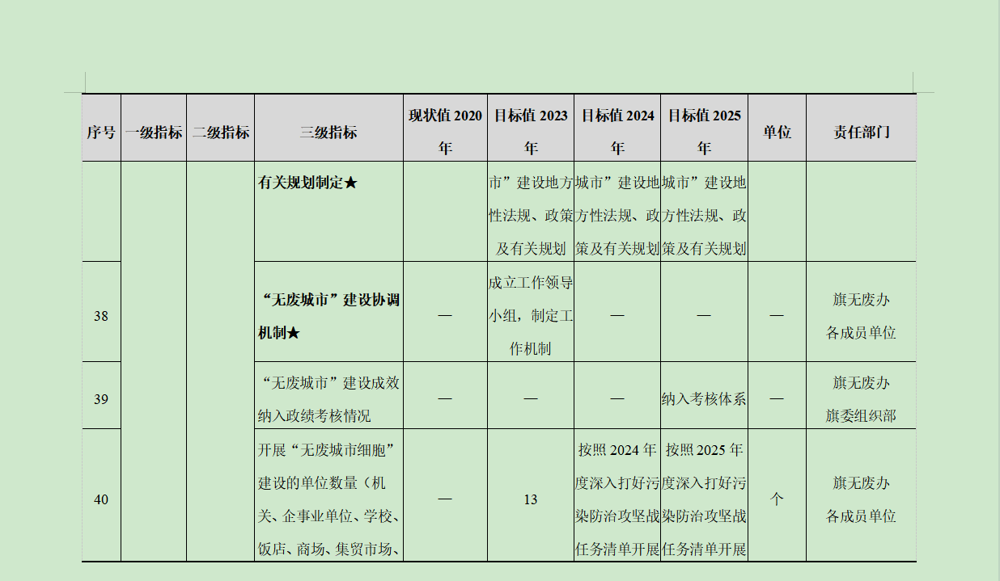 序号 一级指标 二级指标 三级指标 现状值 2020 年 目标值 2023 年 目标值 2024 年 目标值 2025 年 单位 责任部门
有关规划制定★ 市”建设地方 城市”建设地 城市”建设地
性法规、政策 方性法规、政 方性法规、政
及有关规划 策及有关规划 策及有关规划
38
“无废城市”建设协调
机制★
—
成立工作领导
小组，制定工
作机制
—
—
—
旗无废办
各成员单位
39
“无废城市”建设成效
纳入政绩考核情况
—
—
—
纳入考核体系
—
旗无废办
旗委组织部
40
开展“无废城市细胞”
建设的单位数量（机
关、企事业单位、学校、
饭店、商场、集贸市场、
—
13
按照 2024 年
度深入打好污
染防治攻坚战
任务清单开展
按照 2025 年
度深入打好污
染防治攻坚战
任务清单开展
个
旗无废办
各成员单位